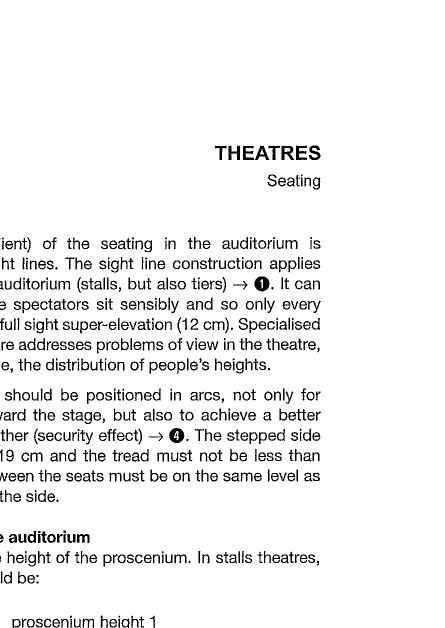 THEATRES
Seating
ient) of the seating in the auditorium is
ht lines. The sight line construction applies
auditorium (stalls, but also tiers) → ❶. It can
e spectators sit sensibly and so only every
full sight super-elevation (12 cm). Specialised
re addresses problems of view in the theatre,
e, the distribution of people's heights.
should be positioned in arcs, not only for
ward the stage, but also to achieve a better
ther (security effect) → ❹. The stepped side
19 cm and the tread must not be less than
ween the seats must be on the same level as
the side.
e auditorium
e height of the proscenium. In stalls theatres,
ld be:
proscenium height 1